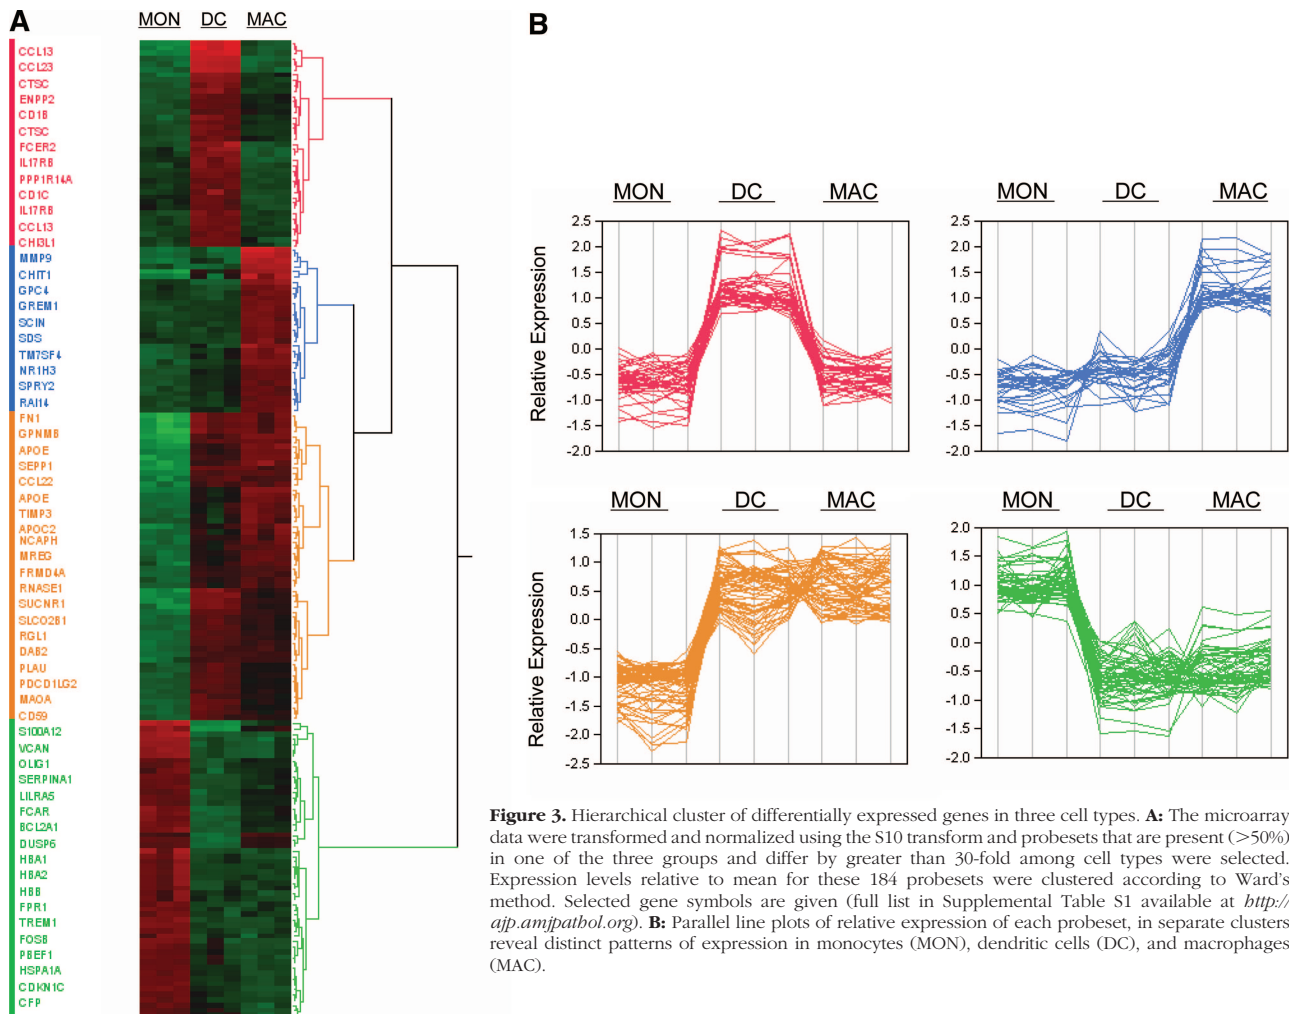 A
MON DC MAC
CCL13
CCL23
CTSC
ENPP2
CD1B
CTSC
FCER2
IL17RB
PPP1R14A
CD1C
IL17RB
CCL13
CHI3L1
MMP9
CHIT1
GPC4
GREM1
SCIN
SDS
TM7SF4
NR1H3
SPRY2
RAI14
FN1
GPNMB
APOE
SEPP1
CCL22
APOE
TIMP3
APOC2
NCAPH
MREG
FRMD4A
RNASE1
SUCNR1
SLCO2B1
RGL1
DAB2
PLAU
PDCD1LG2
MAOA
CD59
S100A12
VCAN
OLIG1
SERPINA1
LILRA5
FCAR
BCL2A1
DUSP6
HBA1
HBA2
HBB
FPR1
TREM1
FOSB
PBEF1
HSPA1A
CDKN1C
CFP
B
MON DC MAC
Relative Expression
2.5
2.0
1.5
1.0
0.5
0.0
-0.5
-1.0
-1.5
-2.0
MON DC MAC
2.5
2.0
1.5
1.0
0.5
0.0
-0.5
-1.0
-1.5
-2.0
MON DC MAC
Relative Expression
1.5
1.0
0.5
0.0
-0.5
-1.0
-1.5
-2.0
-2.5
MON DC MAC
2.0
1.5
1.0
0.5
0.0
-0.5
-1.0
-1.5
-2.0
Figure 3. Hierarchical cluster of differentially expressed genes in three cell types. A: The microarray
data were transformed and normalized using the S10 transform and probesets that are present (>50%)
in one of the three groups and differ by greater than 30-fold among cell types were selected.
Expression levels relative to mean for these 184 probesets were clustered according to Ward's
method. Selected gene symbols are given (full list in Supplemental Table S1 available at http://
ajp.amjpathol.org). B: Parallel line plots of relative expression of each probeset, in separate clusters
reveal distinct patterns of expression in monocytes (MON), dendritic cells (DC), and macrophages
(MAC).